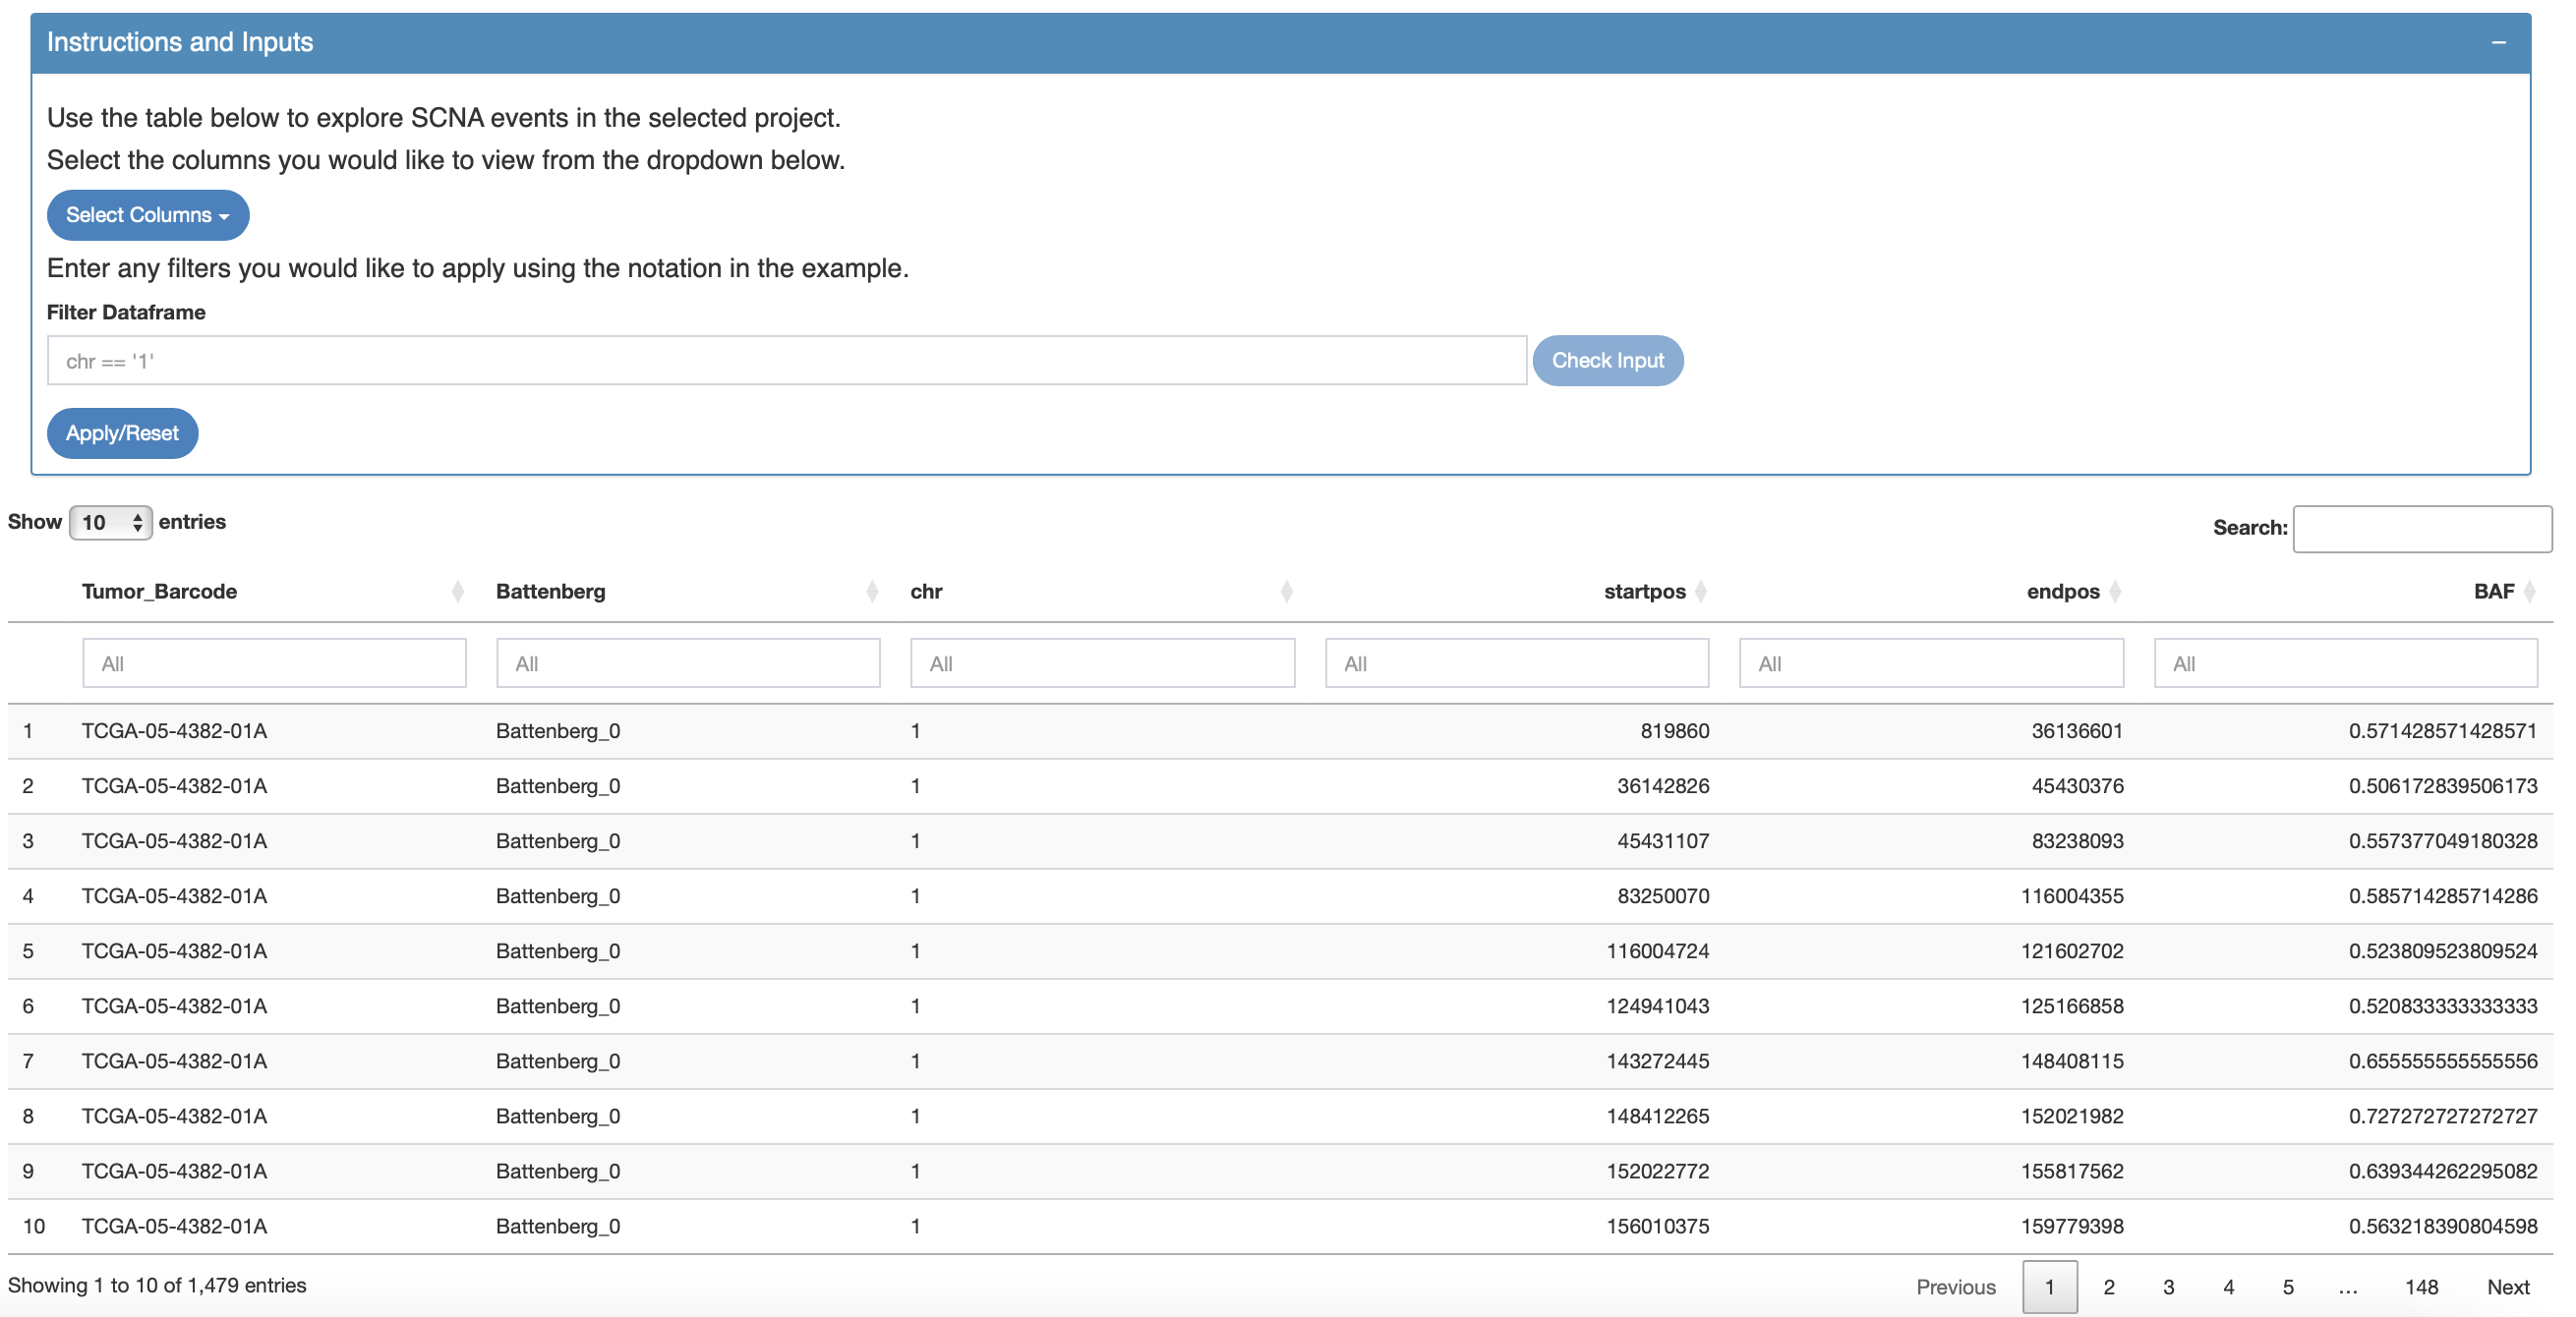 Instructions and Inputs −
Use the table below to explore SCNA events in the selected project.
Select the columns you would like to view from the dropdown below.
Select Columns
Enter any filters you would like to apply using the notation in the example.
Filter Dataframe
chr == '1' Check Input
Apply/Reset
Show 10 entries Search:
Tumor_Barcode Battenberg chr startpos endpos BAF
All All All All All All
1 TCGA-05-4382-01A Battenberg_0 1 819860 36136601 0.571428571428571
2 TCGA-05-4382-01A Battenberg_0 1 36142826 45430376 0.506172839506173
3 TCGA-05-4382-01A Battenberg_0 1 45431107 83238093 0.557377049180328
4 TCGA-05-4382-01A Battenberg_0 1 83250070 116004355 0.585714285714286
5 TCGA-05-4382-01A Battenberg_0 1 116004724 121602702 0.523809523809524
6 TCGA-05-4382-01A Battenberg_0 1 124941043 125166858 0.520833333333333
7 TCGA-05-4382-01A Battenberg_0 1 143272445 148408115 0.655555555555556
8 TCGA-05-4382-01A Battenberg_0 1 148412265 152021982 0.727272727272727
9 TCGA-05-4382-01A Battenberg_0 1 152022772 155817562 0.639344262295082
10 TCGA-05-4382-01A Battenberg_0 1 156010375 159779398 0.563218390804598
Showing 1 to 10 of 1,479 entries Previous 1 2 3 4 5 … 148 Next